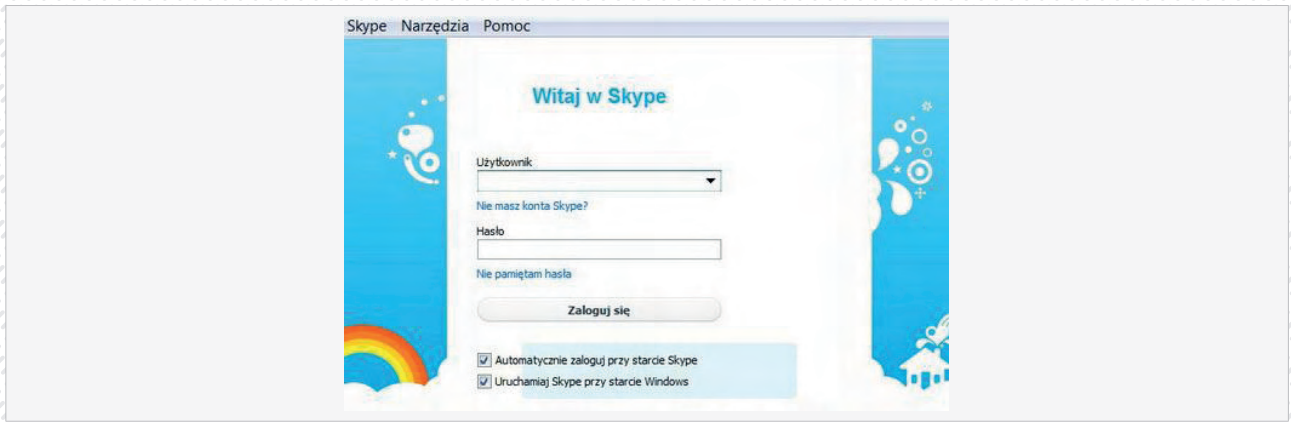 Skype Narzędzia Pomoc
Witaj w Skype
Użytkownik
Nie masz konta Skype?
Hasło
Nie pamiętam hasła
Zaloguj się
Automatycznie zaloguj przy starcie Skype
Uruchamiaj Skype przy starcie Windows